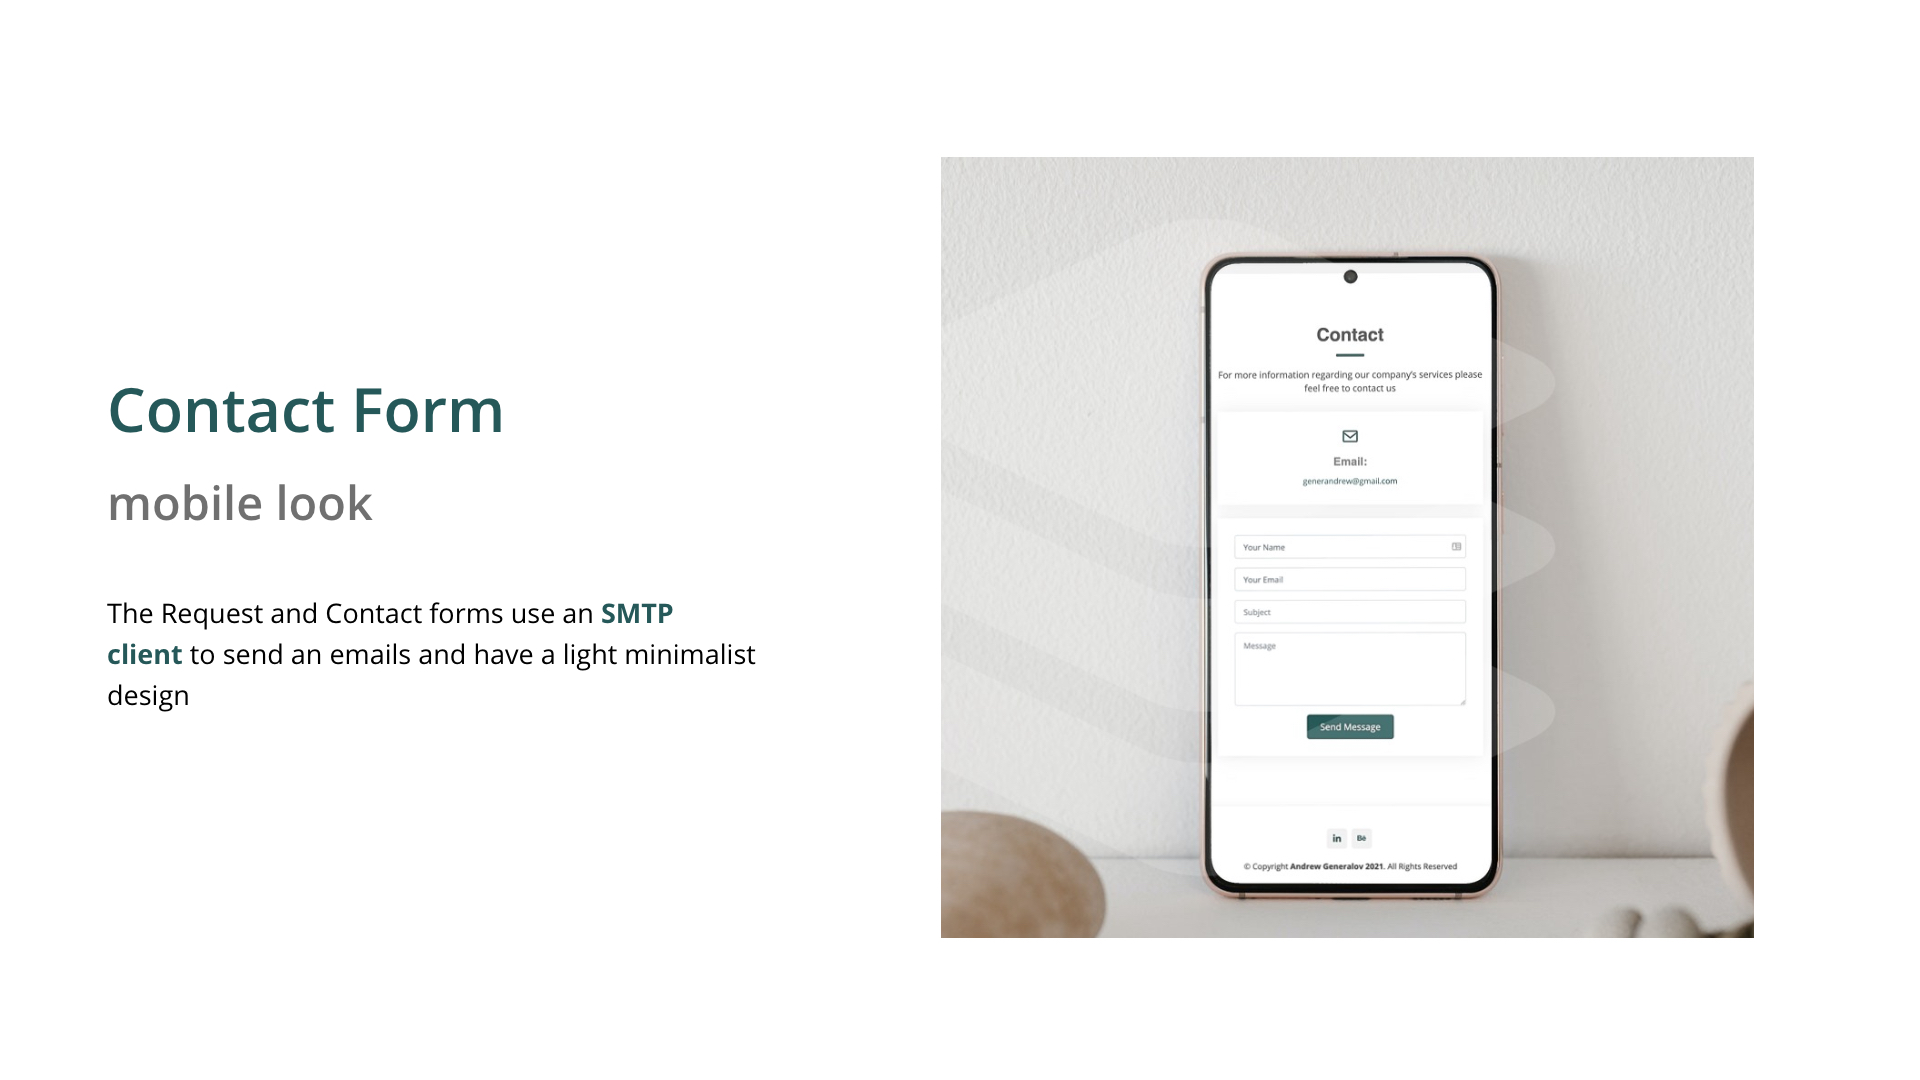 Contact Form
mobile look
The Request and Contact forms use an SMTP
client to send an emails and have a light minimalist
design
Contact
For more information regarding our company's services please
feel free to contact us
Email:
generandrew@gmail.com
Your Name
Your Email
Subject
Message
Send Message
in Bē
© Copyright Andrew Generalov 2021. All Rights Reserved